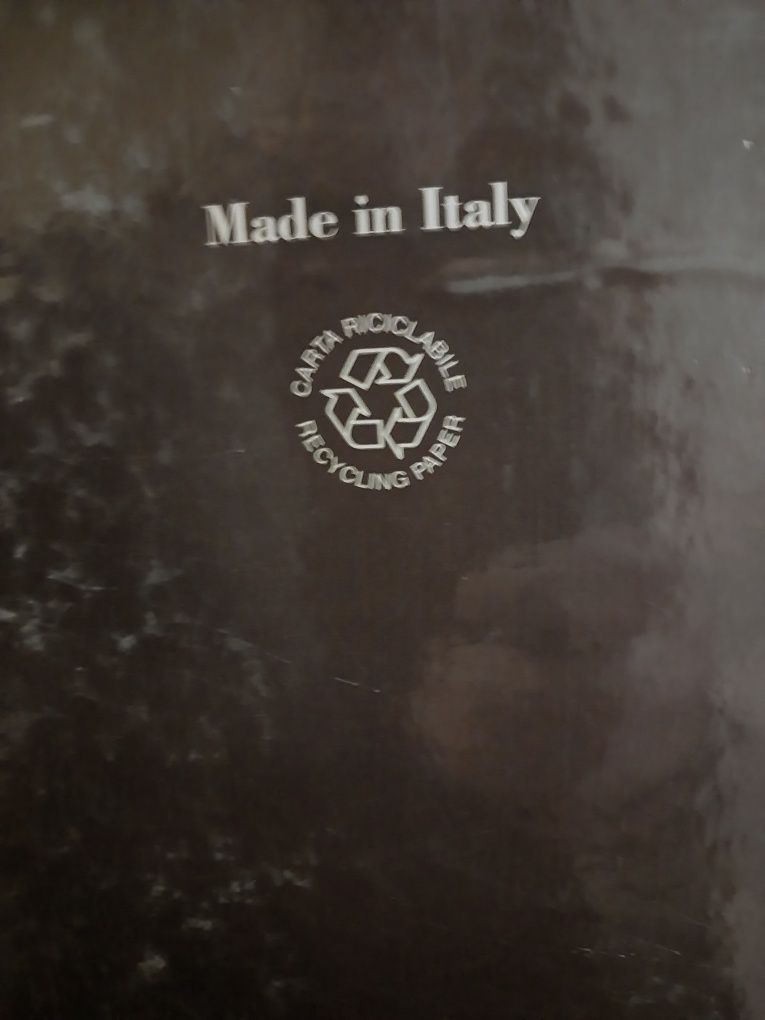 Made in Italy
CARTA RICICLABILE
RECYCLING PAPER